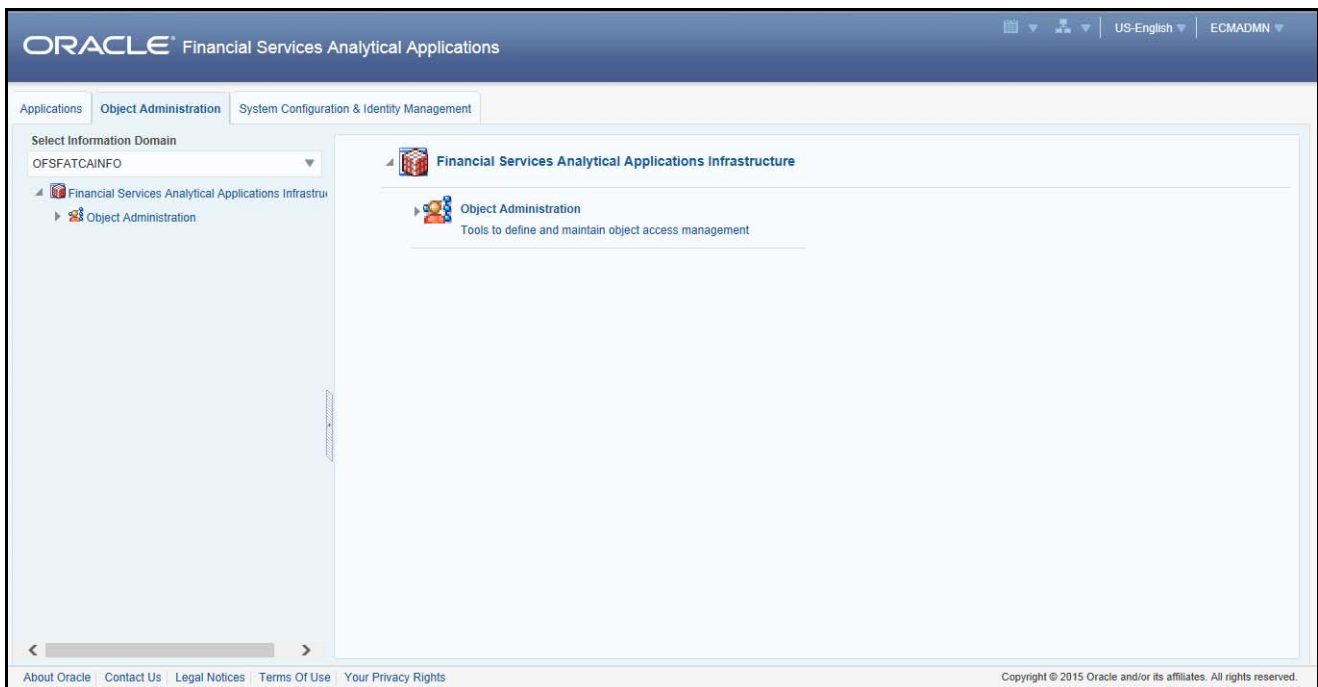 ORACLE® Financial Services Analytical Applications
US-English
ECMADMN
Applications
Object Administration
System Configuration & Identity Management
Select Information Domain
OFSFATCAINFO
Financial Services Analytical Applications Infrastru
Object Administration
Financial Services Analytical Applications Infrastructure
Object Administration
Tools to define and maintain object access management
About Oracle
Contact Us
Legal Notices
Terms Of Use
Your Privacy Rights
Copyright © 2015 Oracle and/or its affiliates. All rights reserved.